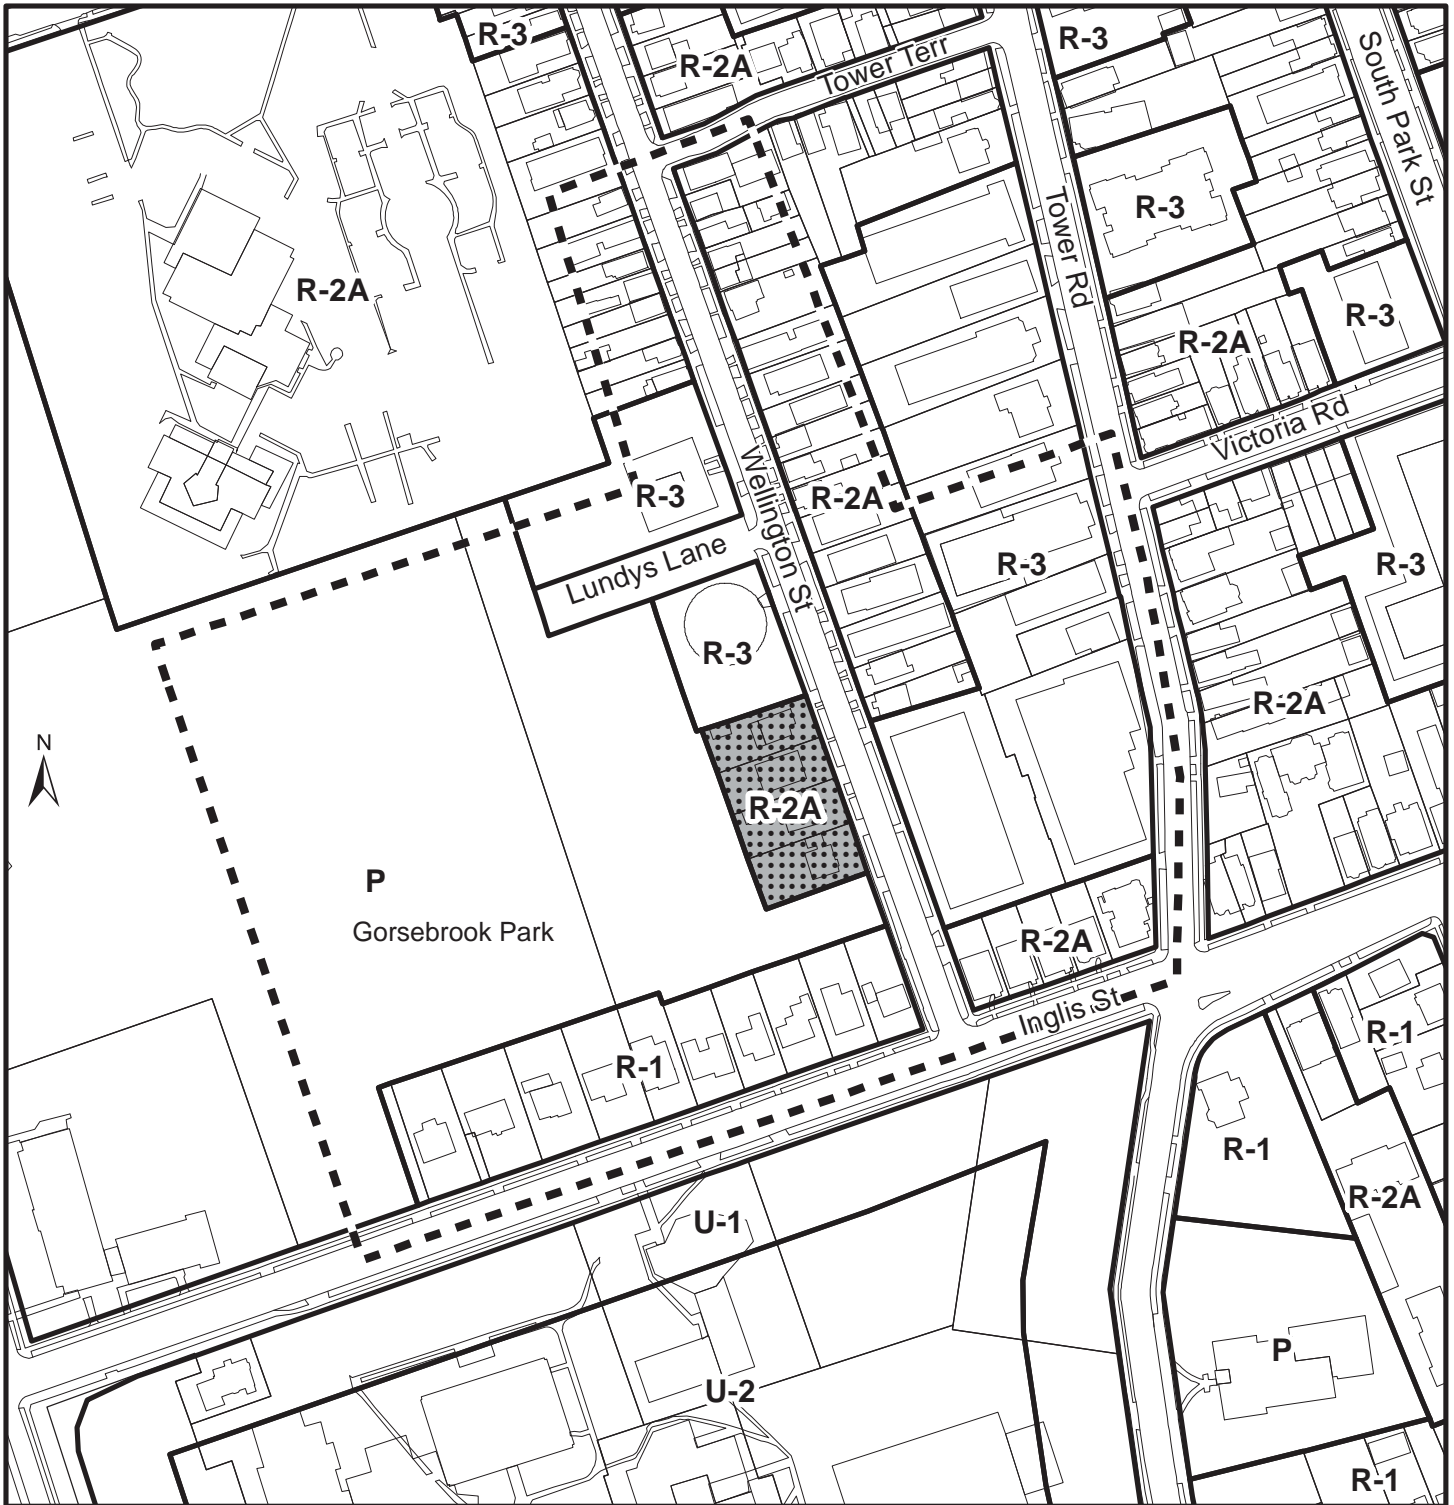 R-3
R-2A
Tower Terr
R-3
South Park St
R-3
R-2A
Tower Rd
R-3
R-2A
Victoria Rd
R-3
Wellington St
R-2A
Lundys Lane
R-3
R-3
R-3
R-2A
N
R-2A
P
Gorsebrook Park
R-2A
Inglis St
R-1
R-1
R-1
R-2A
U-1
P
U-2
R-1